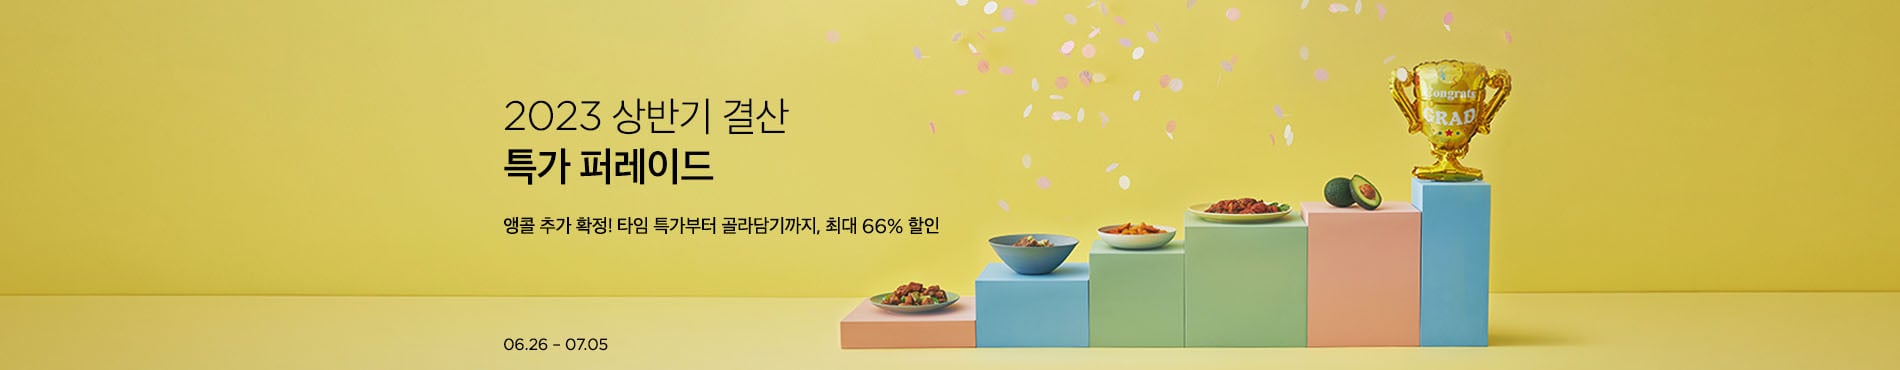 2023 상반기 결산
특가 퍼레이드
앵콜 추가 확정! 타임 특가부터 골라담기까지, 최대 66% 할인
06.26 – 07.05
Congrats
GRAD